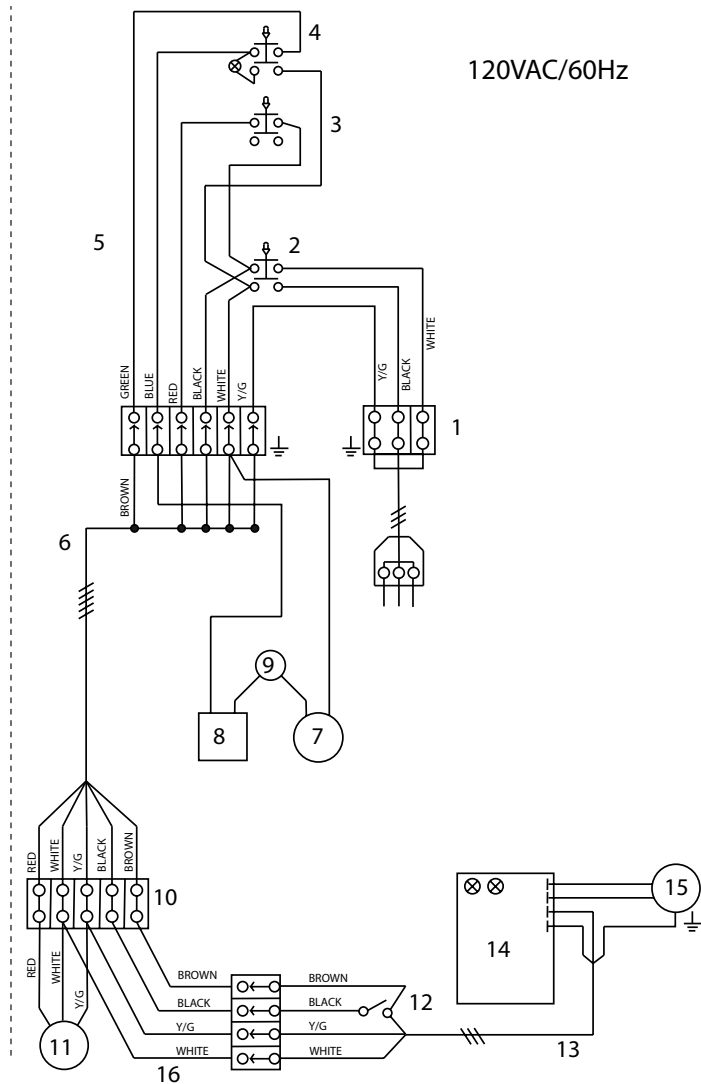 4
120VAC/60Hz
3
5
2
GREEN
BLUE
RED
BLACK
WHITE
Y/G
Y/G
BLACK
WHITE
1
BROWN
6
9
8
7
RED
WHITE
Y/G
BLACK
BROWN
10
14
15
RED
WHITE
Y/G
BROWN
BROWN
BLACK
BLACK
12
Y/G
Y/G
WHITE
WHITE
11
13
16